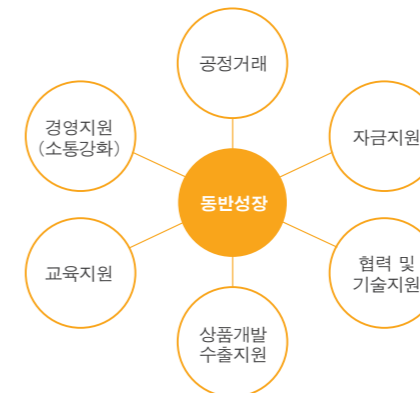 공정거래
경영지원
(소통강화)
자금지원
동반성장
교육지원
협력 및
기술지원
상품개발
수출지원